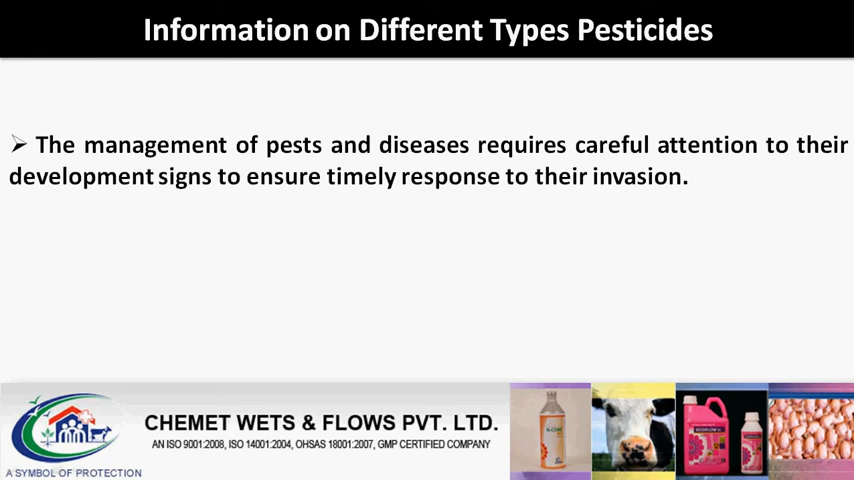 Information on Different Types Pesticides
➢ The management of pests and diseases requires careful attention to their
development signs to ensure timely response to their invasion.
CHEMET WETS & FLOWS PVT. LTD.
AN ISO 9001:2008, ISO 14001:2004, OHSAS 18001:2007, GMP CERTIFIED COMPANY
A SYMBOL OF PROTECTION